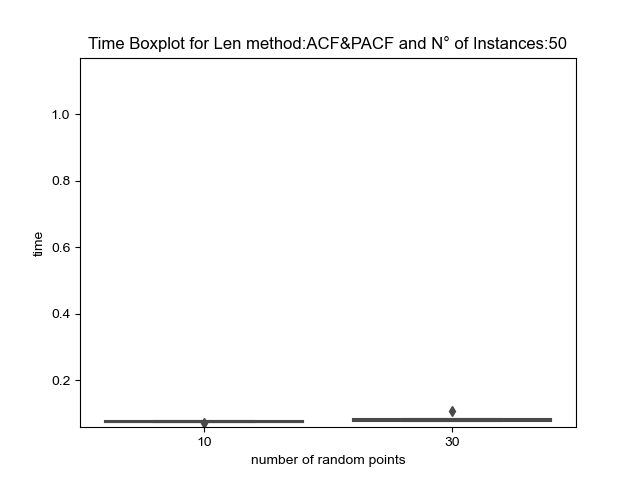 Time Boxplot for Len method:ACF&PACF and N° of Instances:50
1.0
0.8
0.6
0.4
0.2
time
10
30
number of random points